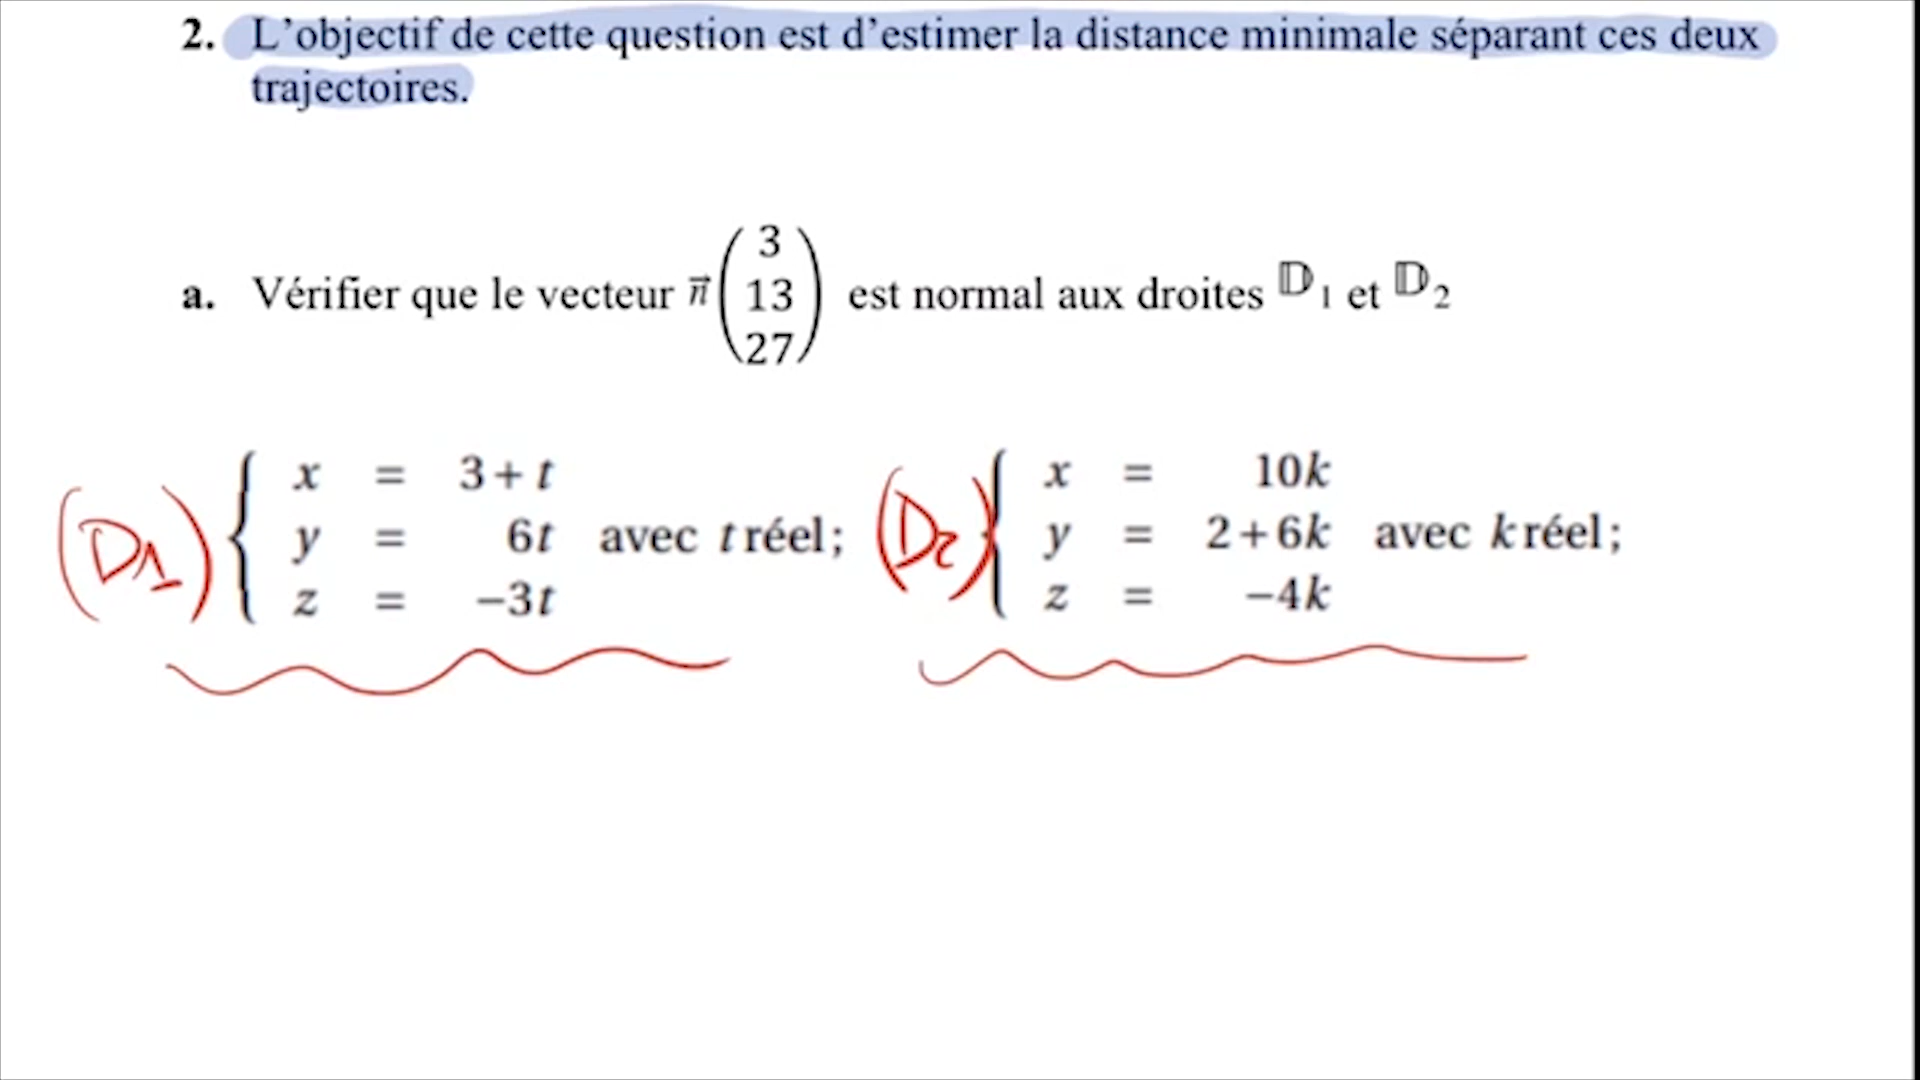 2. L'objectif de cette question est d'estimer la distance minimale séparant ces deux
trajectoires.
a. Vérifier que le vecteur n⃗ (3 13 27) est normal aux droites 𝔻₁ et 𝔻₂
(D1) { x = 3+t
y = 6t avec t réel;
z = −3t
(D2) { x = 10k
y = 2+6k avec k réel;
z = −4k